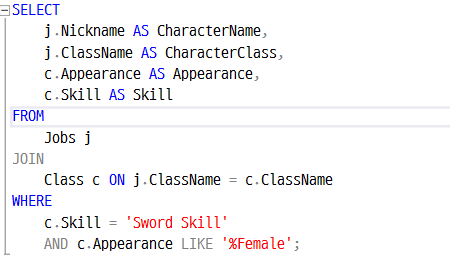 SELECT
j.Nickname AS CharacterName,
j.ClassName AS CharacterClass,
c.Appearance AS Appearance,
c.Skill AS Skill
FROM
Jobs j
JOIN
Class c ON j.ClassName = c.ClassName
WHERE
c.Skill = 'Sword Skill'
AND c.Appearance LIKE '%Female';